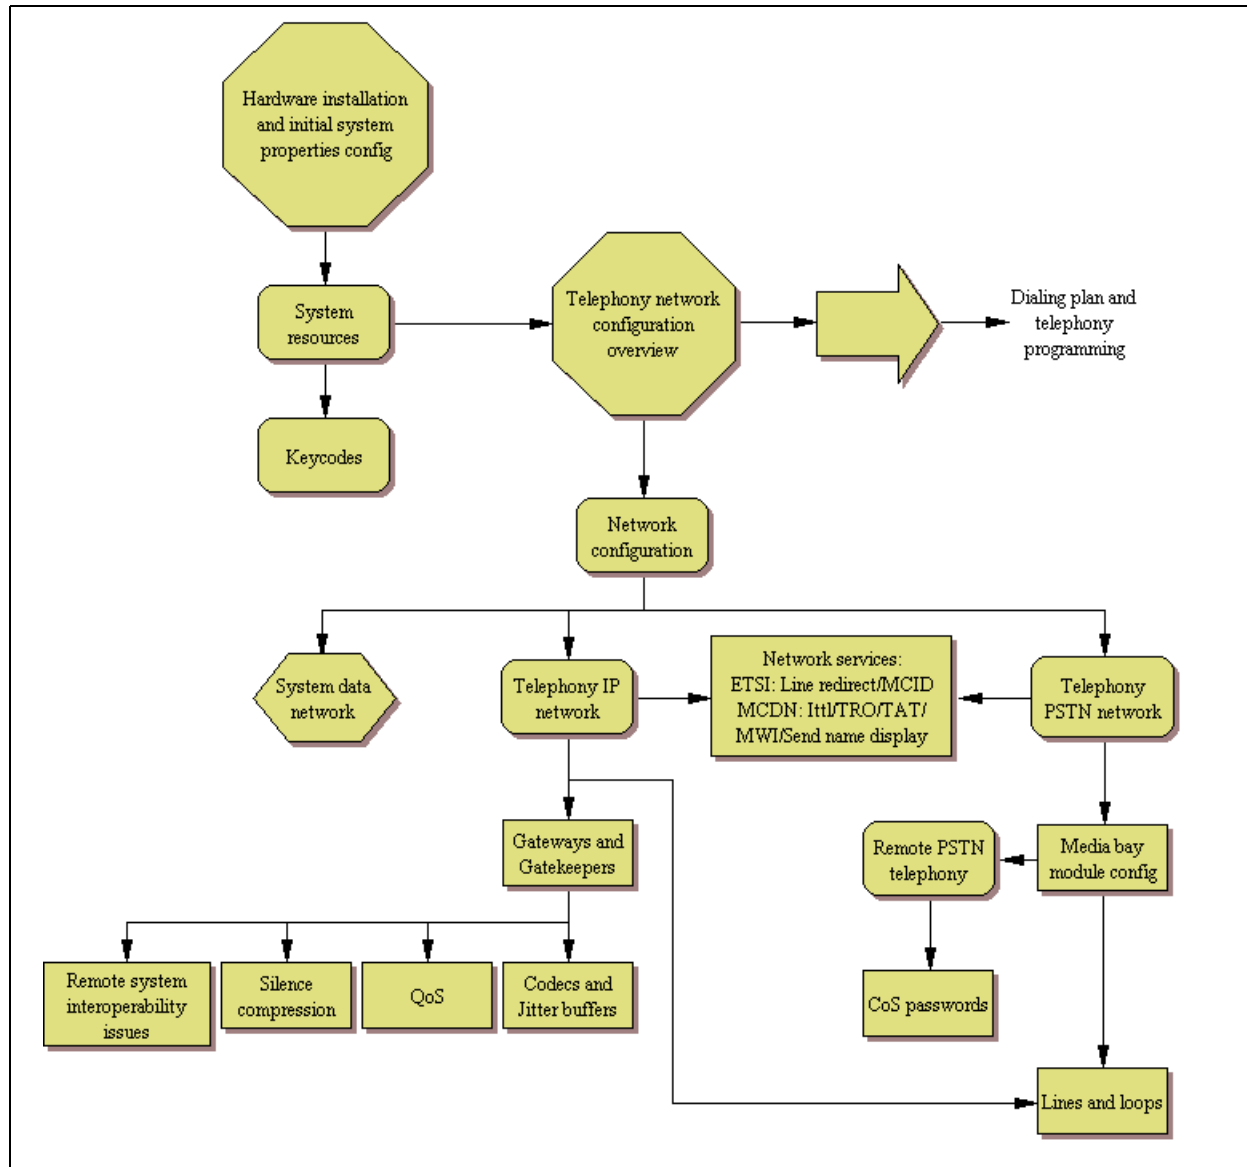 Hardware installation
and initial system
properties config
System
resources
Telephony network
configuration
overview
Dialing plan and
telephony
programming
Keycodes
Network
configuration
System data
network
Telephony IP
network
Network services:
ETSI: Line redirect/MCID
MCDN: Ittl/TRO/TAT/
MWI/Send name display
Telephony
PSTN network
Gateways and
Gatekeepers
Remote PSTN
telephony
Media bay
module config
Remote system
interoperability
issues
Silence
compression
QoS
Codecs and
Jitter buffers
CoS passwords
Lines and loops